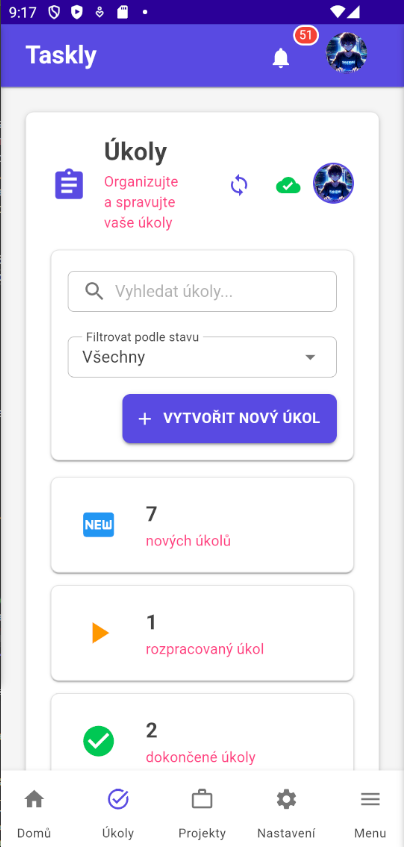 9:17
Taskly
51
Úkoly
Organizujte
a spravujte
vaše úkoly
Vyhledat úkoly...
Filtrovat podle stavu
Všechny
+ VYTVOŘIT NOVÝ ÚKOL
NEW
7
nových úkolů
1
rozpracovaný úkol
2
dokončené úkoly
Domů
Úkoly
Projekty
Nastavení
Menu